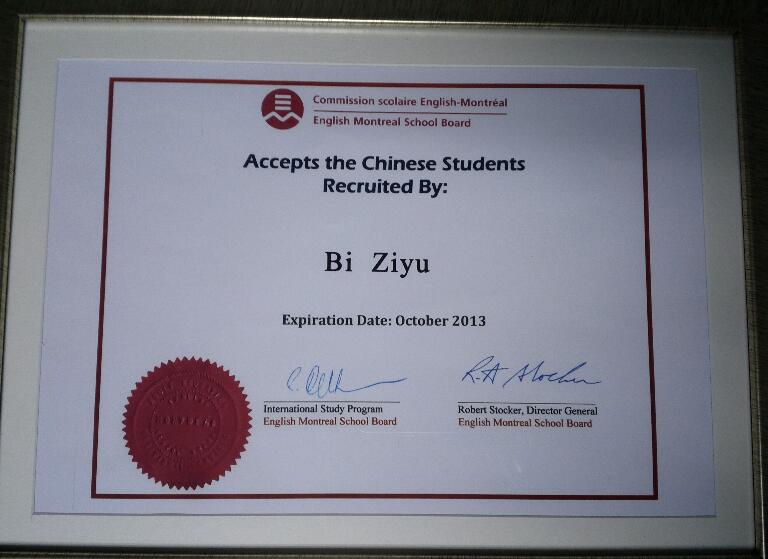 Commission scolaire English-Montréal
English Montreal School Board
Accepts the Chinese Students
Recruited By:
Bi Ziyu
Expiration Date: October 2013
R.A Stocker
International Study Program
English Montreal School Board
Robert Stocker, Director General
English Montreal School Board